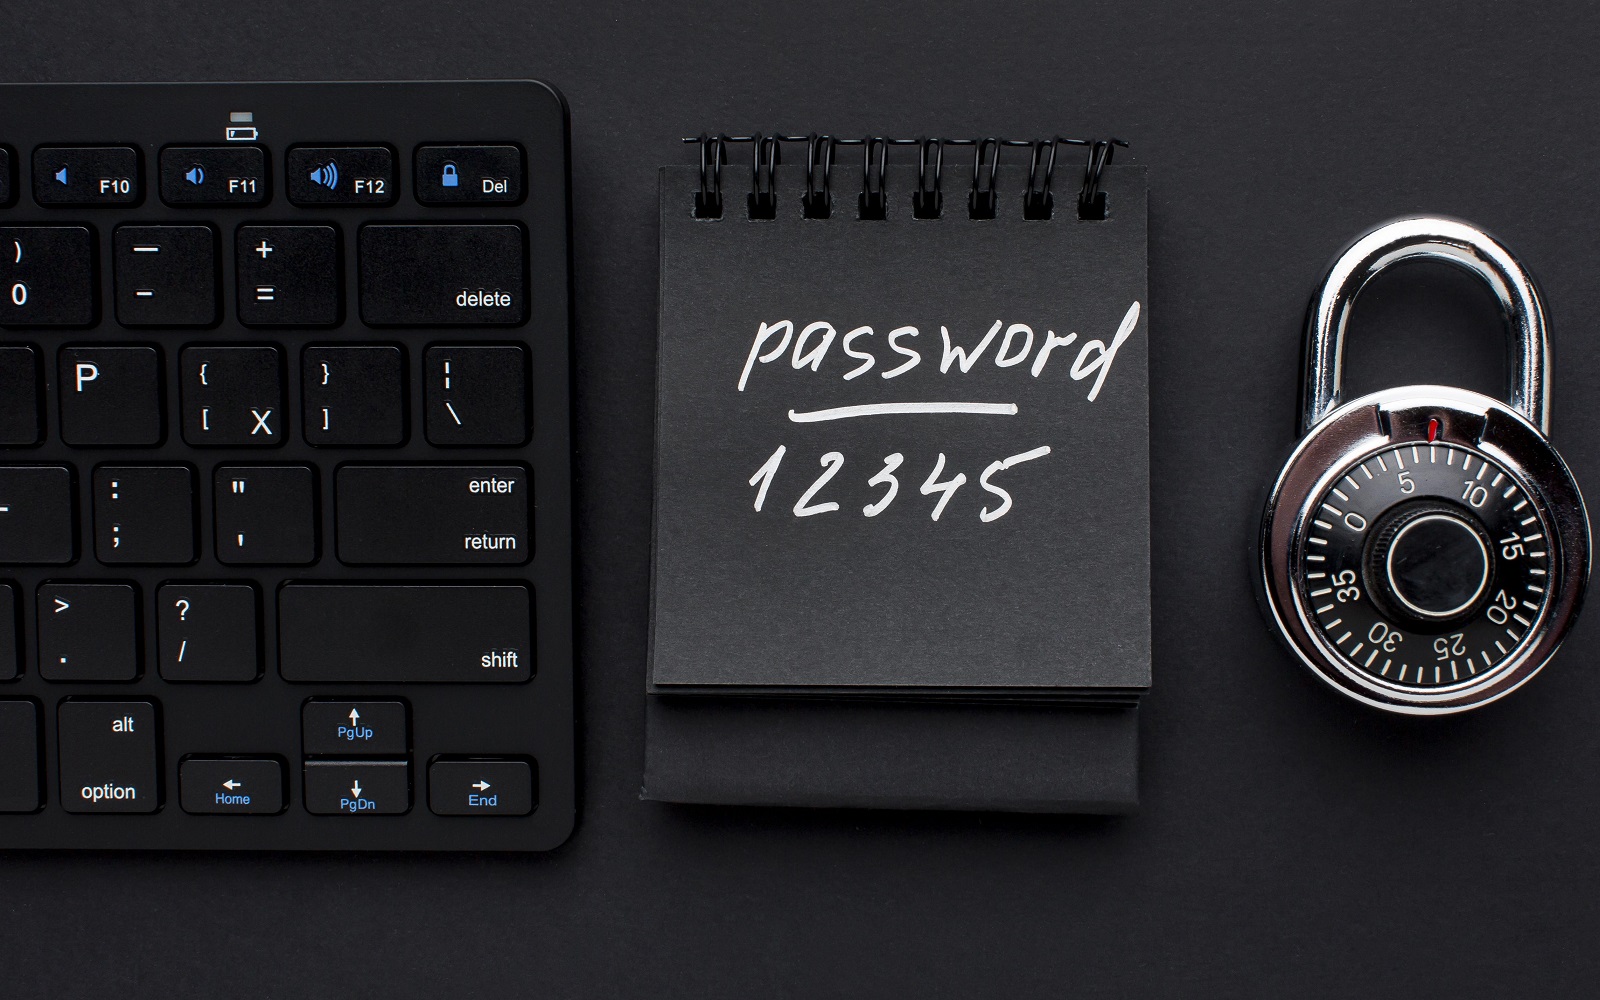 F10 F11 F12 Del
)
0
—
-
+
=
delete
P
{
[ X
}
]
¦
\
:
;
"
'
enter
return
>
.
?
/
shift
alt
option
PgUp
Home
PgDn
End
password
12345
0 5 10 15 20 25 30 35